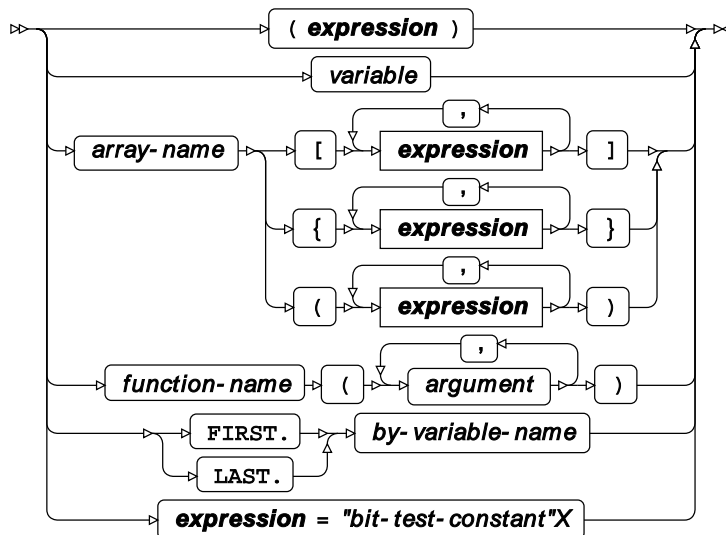 ( expression )
variable
,
array-name [ expression ]
,
{ expression }
,
( expression )
,
function-name ( argument )
FIRST. by-variable-name
LAST.
expression = "bit-test-constant"X